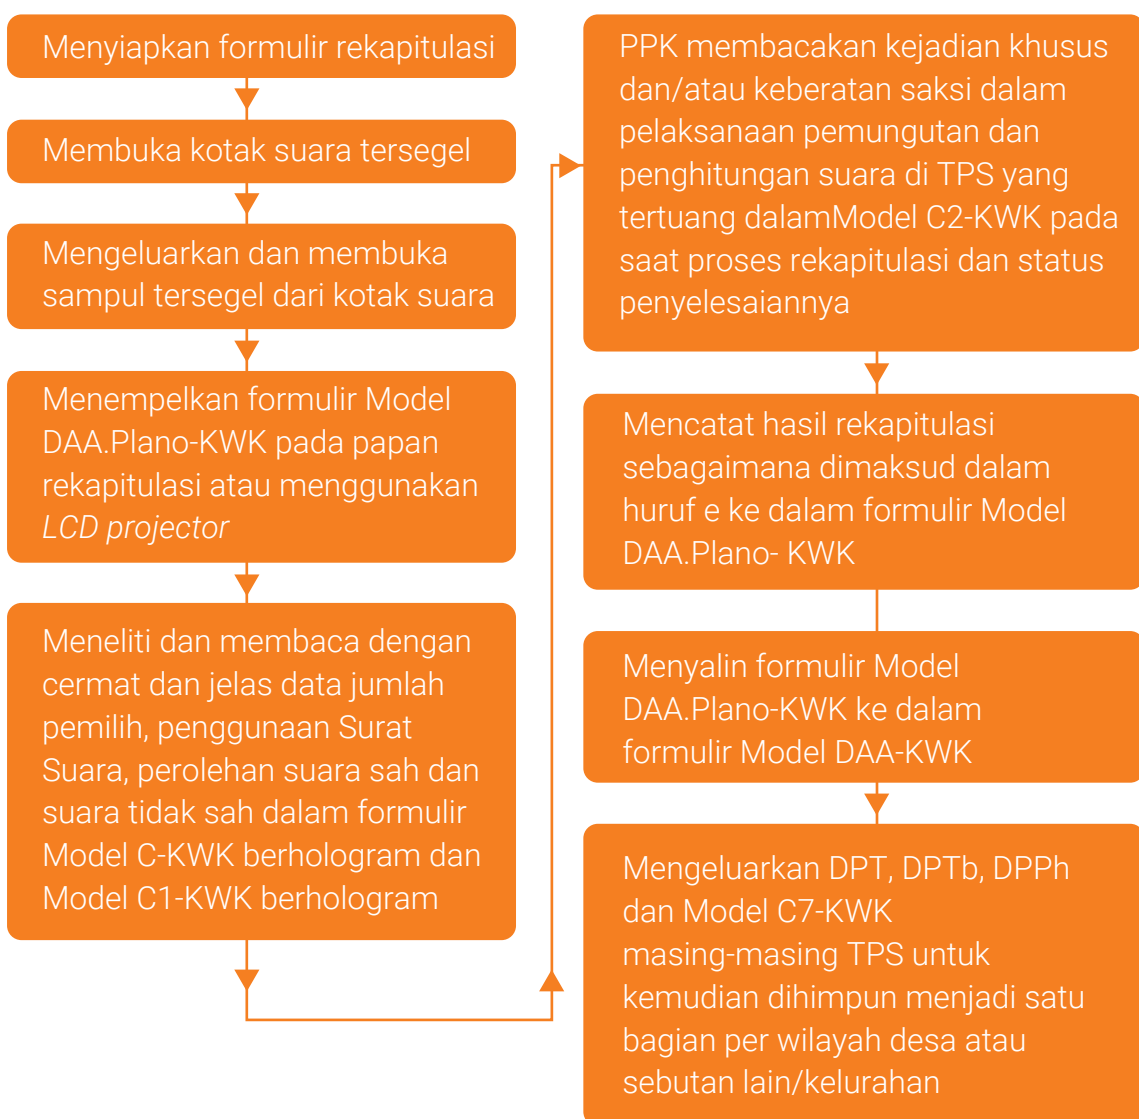 Menyiapkan formulir rekapitulasi
Membuka kotak suara tersegel
Mengeluarkan dan membuka
sampul tersegel dari kotak suara
Menempelkan formulir Model
DAA.Plano-KWK pada papan
rekapitulasi atau menggunakan
LCD projector
Meneliti dan membaca dengan
cermat dan jelas data jumlah
pemilih, penggunaan Surat
Suara, perolehan suara sah dan
suara tidak sah dalam formulir
Model C-KWK berhologram dan
Model C1-KWK berhologram
PPK membacakan kejadian khusus
dan/atau keberatan saksi dalam
pelaksanaan pemungutan dan
penghitungan suara di TPS yang
tertuang dalamModel C2-KWK pada
saat proses rekapitulasi dan status
penyelesaiannya
Mencatat hasil rekapitulasi
sebagaimana dimaksud dalam
huruf e ke dalam formulir Model
DAA.Plano- KWK
Menyalin formulir Model
DAA.Plano-KWK ke dalam
formulir Model DAA-KWK
Mengeluarkan DPT, DPTb, DPPh
dan Model C7-KWK
masing-masing TPS untuk
kemudian dihimpun menjadi satu
bagian per wilayah desa atau
sebutan lain/kelurahan